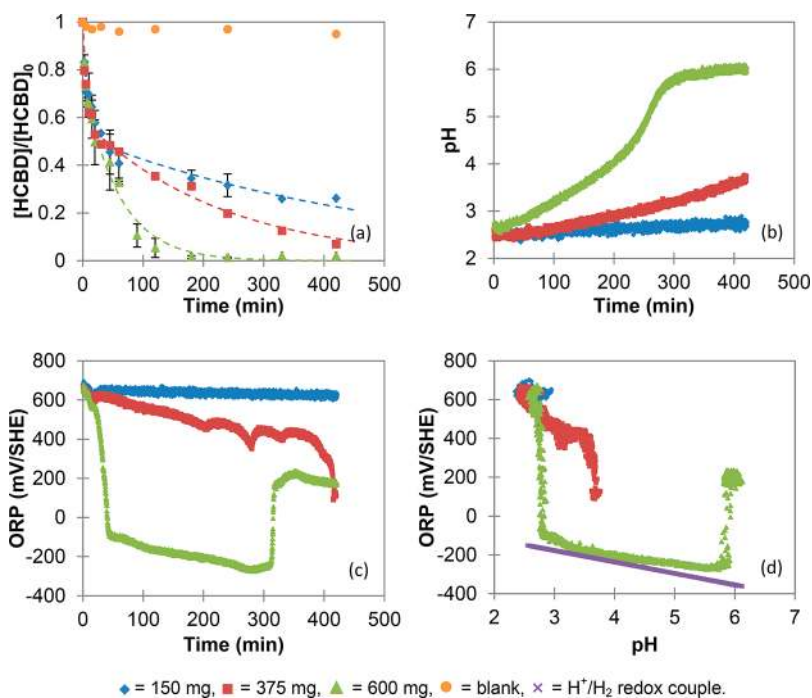 1
0.8
0.6
0.4
0.2
0
[HCBD]/[HCBD]₀
0 100 200 300 400 500
Time (min)
(a)
7
6
5
4
3
2
pH
0 100 200 300 400 500
Time (min)
(b)
800
600
400
200
0
-200
-400
ORP (mV/SHE)
0 100 200 300 400 500
Time (min)
(c)
800
600
400
200
0
-200
-400
ORP (mV/SHE)
2 3 4 5 6 7
pH
(d)
= 150 mg, = 375 mg, = 600 mg, = blank, × = H⁺/H₂ redox couple.